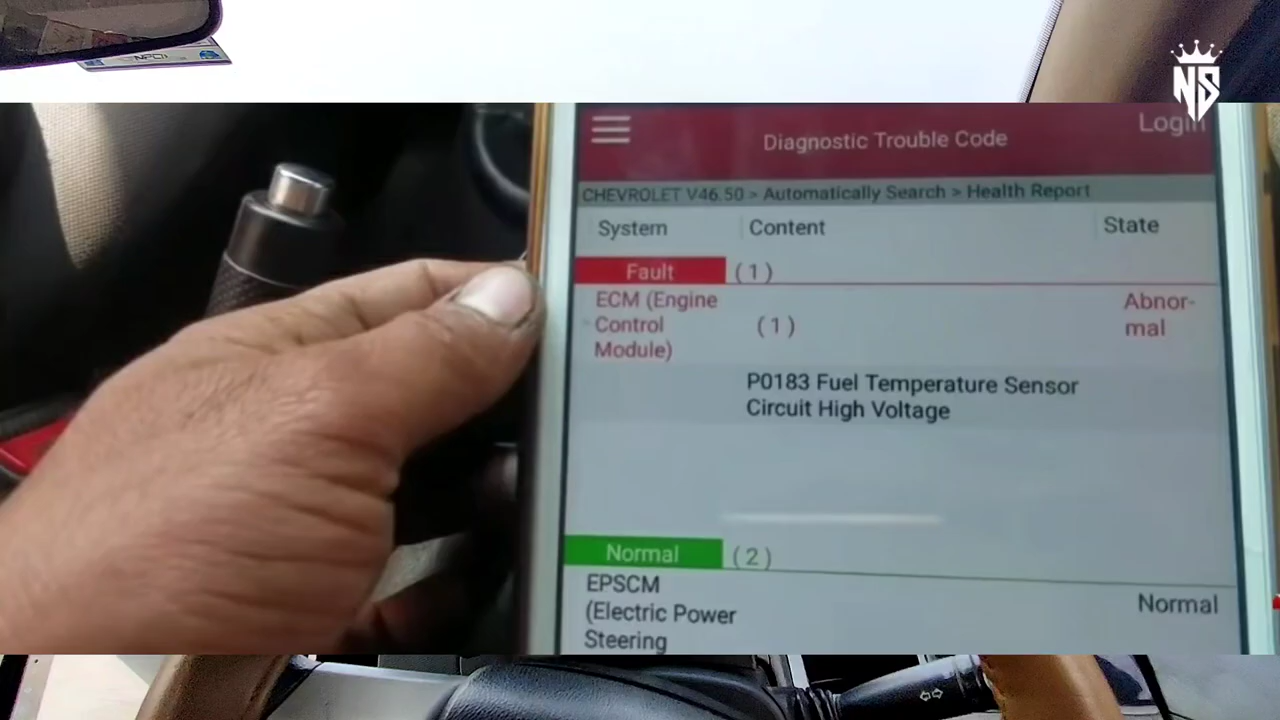 NS
Login
Diagnostic Trouble Code
CHEVROLET V46.50 > Automatically Search > Health Report
System Content State
Fault (1)
ECM (Engine
Control
Module)
(1)
Abnor-
mal
P0183 Fuel Temperature Sensor
Circuit High Voltage
Normal (2)
EPSCM
(Electric Power
Steering
Normal